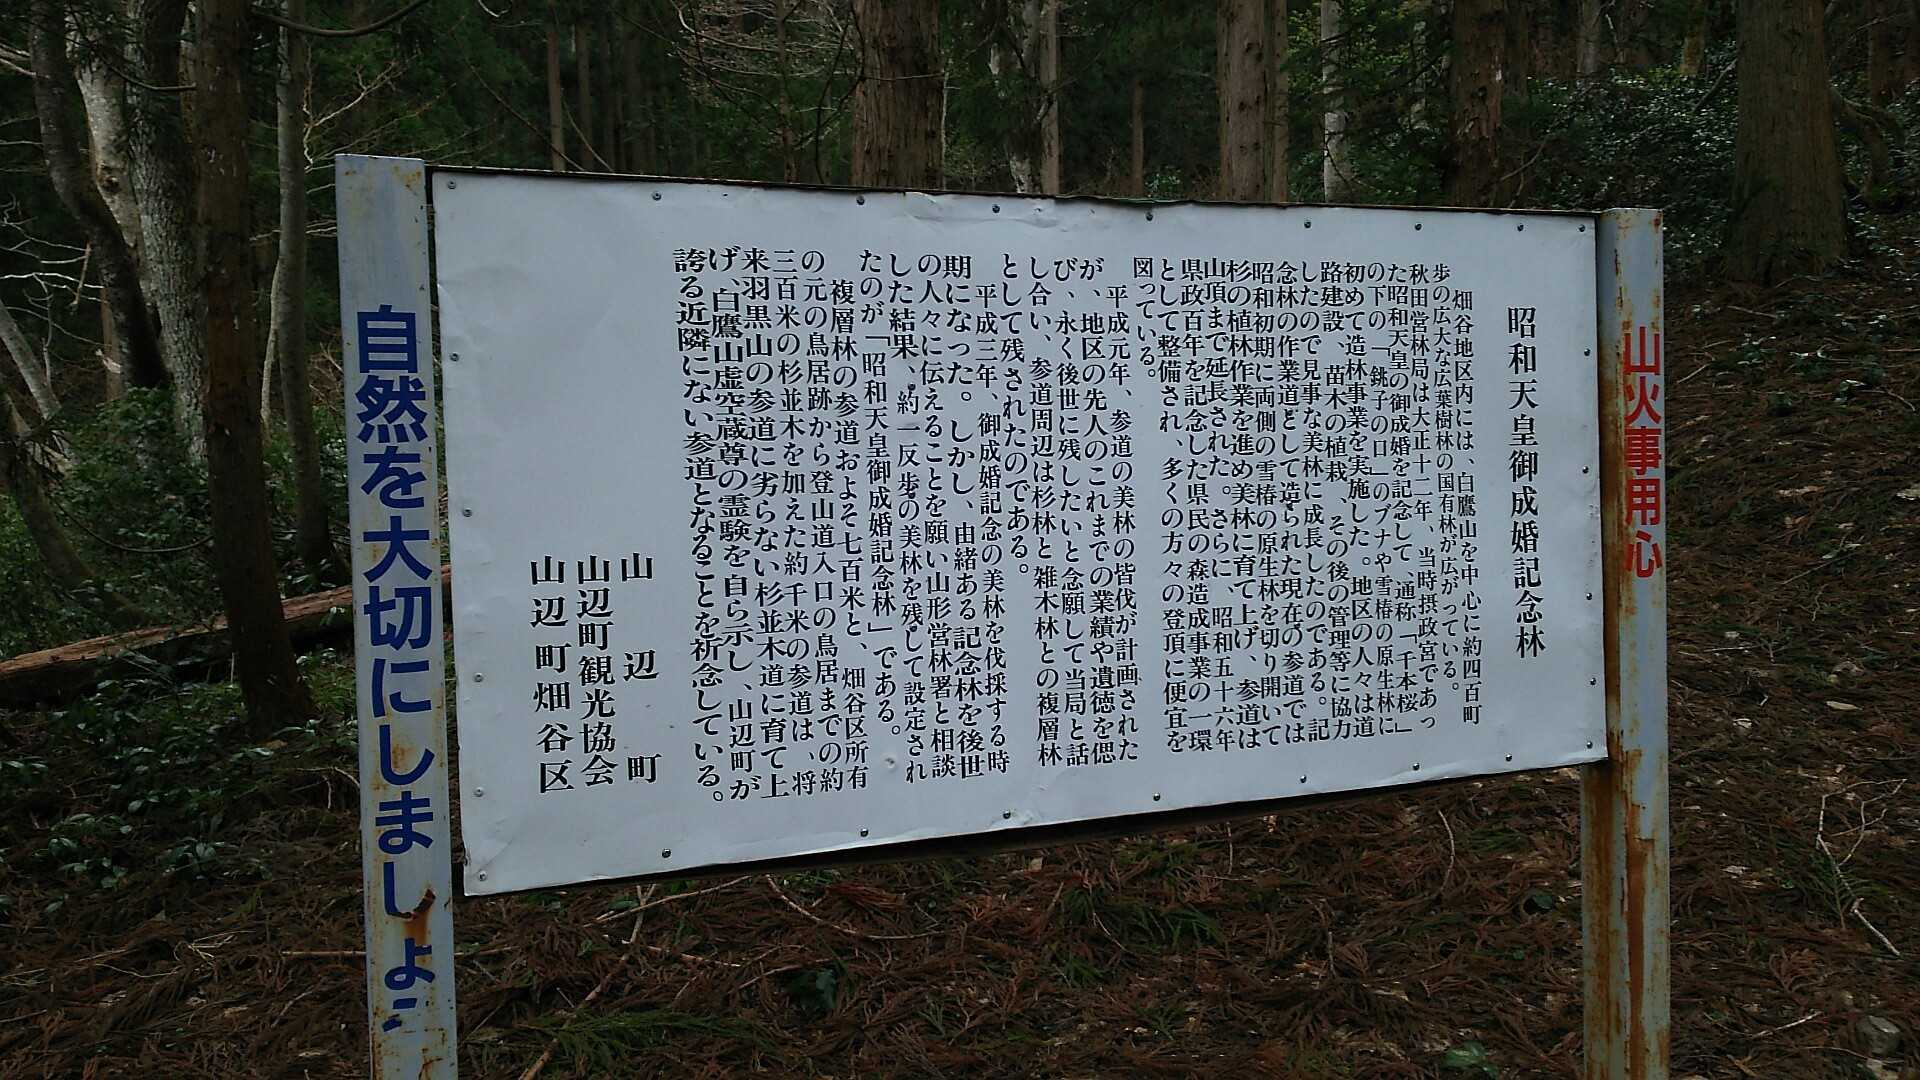 昭和天皇御成婚記念林
畑谷地区内には、白鷹山を中心に約四百町
歩の広大な広葉樹林の国有林が広がっている。
秋田営林局は大正十二年、当時摂政宮であっ
た昭和天皇の御成婚を記念して、通称「千本桜」
の下の「銚子の口」のブナや雪椿の原生林に
初めて造林事業を実施した。地区の人々は道
路建設、苗木の植栽、その後の管理等に協力
したので見事な美林に成長したのである。記
念林の作業道として造られた現在の参道では
昭和初期に両側の雪椿の原生林を切り開いて
杉の植林作業を進め美林に育て上げ、参道は
山頂まで延長された。さらに、昭和五十六年
県政百年を記念した県民の森造成事業の一環
として整備され、多くの方々の登頂に便宜を
図っている。
平成元年、参道の美林の皆伐が計画された
が、地区の先人のこれまでの業績や遺徳を偲
び、永く後世に残したいと念願して当局と話
し合い、参道周辺は杉林と雑木林との複層林
として残されたのである。
平成三年、御成婚記念の美林を伐採する時
期になった。しかし、由緒ある記念林を後世
の人々に伝えることを願い山形営林署と相談
した結果、約一反歩の美林を残して設定され
たのが「昭和天皇御成婚記念林」である。
複層林の参道およそ七百米と、畑谷区所有
の元の鳥居跡から登山道入口の鳥居までの約
三百米の杉並木を加えた約千米の参道は、将
来羽黒山の参道に劣らない杉並木道に育て上
げ、白鷹山虚空蔵尊の霊験を自ら示し、山辺町が
誇る近隣にない参道となることを祈念している。
山辺町
山辺町観光協会
山辺町畑谷区
山火事用心
自然を大切にしましょう